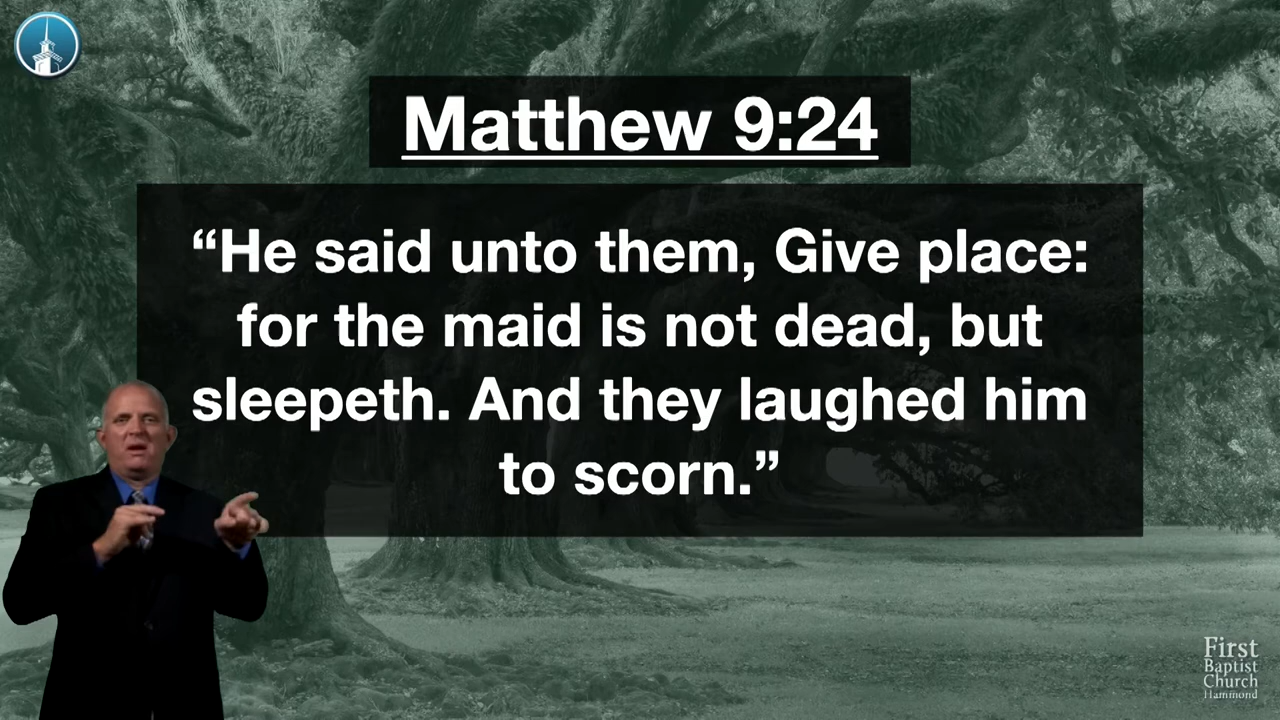 Matthew 9:24
“He said unto them, Give place:
for the maid is not dead, but
sleepeth. And they laughed him
to scorn.”
First
Baptist
Church
Hammond